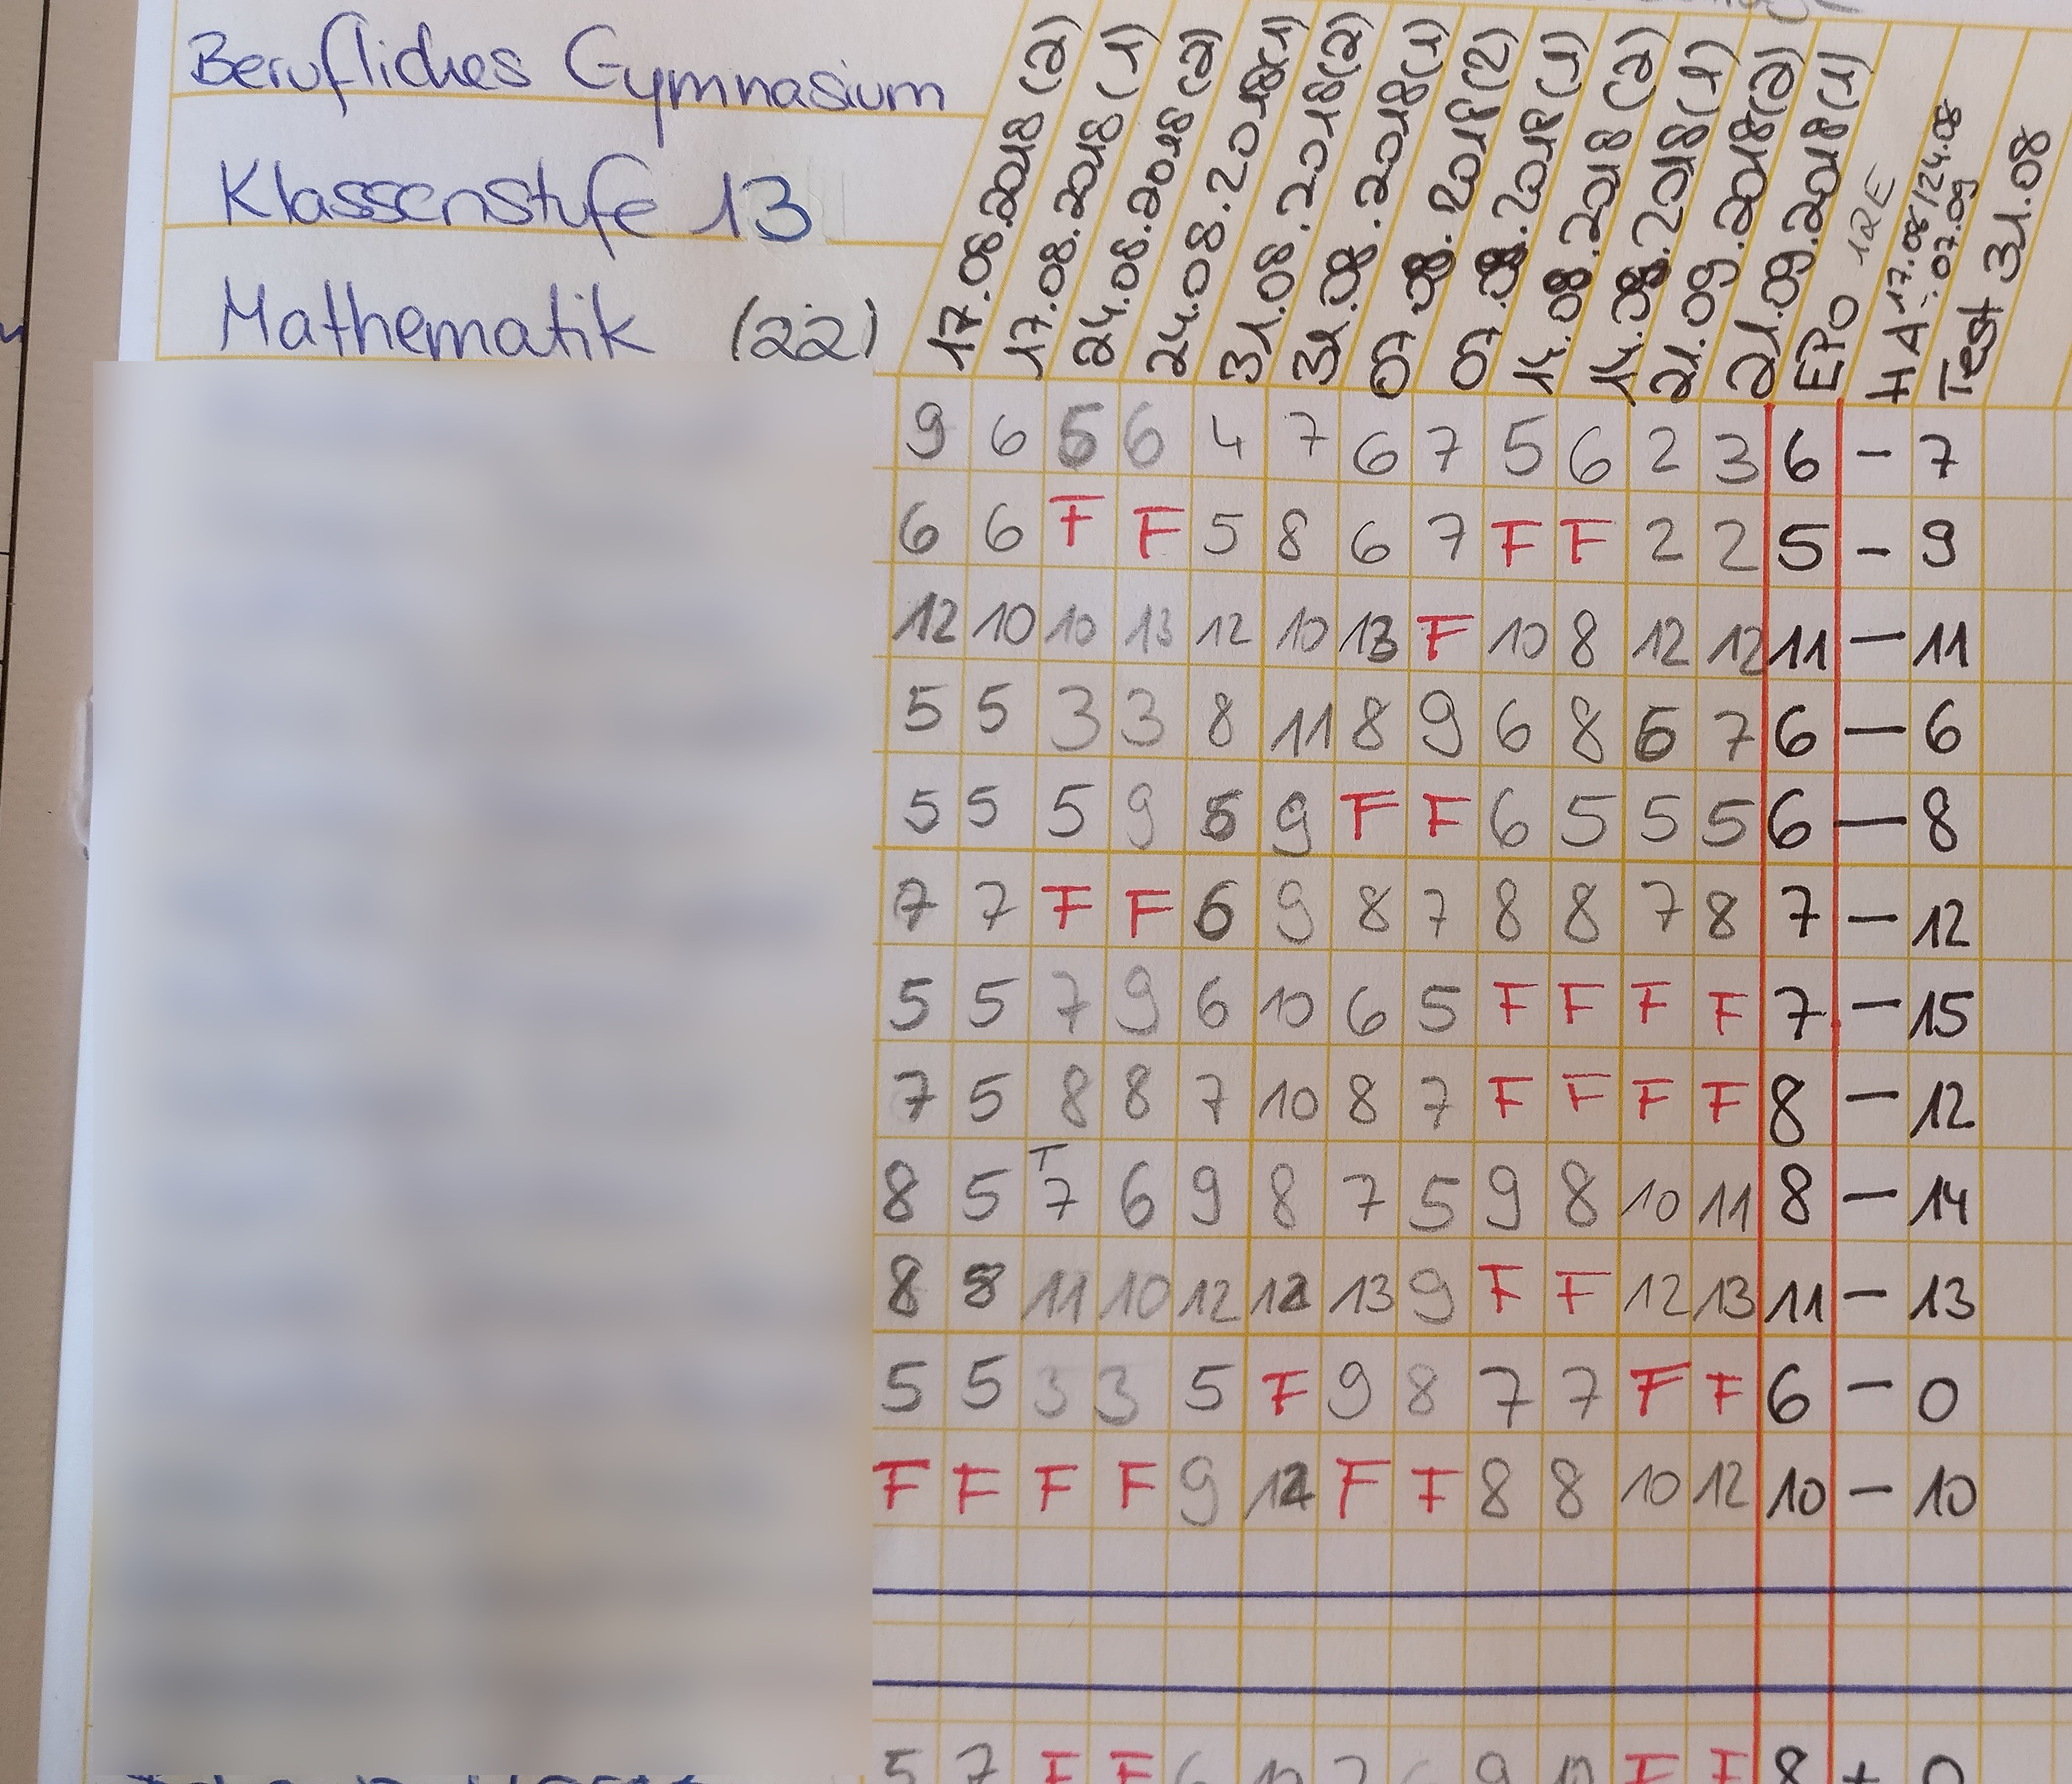 Berufliches Gymnasium
Klassenstufe 13
Mathematik (22)
17.08.2018 (2)
17.08.2018 (1)
24.08.2018 (2)
24.08.2018 (1)
31.08.2018 (2)
31.08.2018 (1)
07.09.2018 (2)
07.09.2018 (1)
14.09.2018 (2)
14.09.2018 (1)
21.09.2018 (2)
21.09.2018 (1)
EPO 1RE
HA: 17.08/24.08 07.09
Test 31.08
9 6 5 6 4 7 6 7 5 6 2 3 6 - 7
6 6 F F 5 8 6 7 F F 2 2 5 - 9
12 10 10 13 12 10 13 F 10 8 12 12 11 - 11
5 5 3 3 8 11 8 9 6 8 6 7 6 - 6
5 5 5 9 6 9 F F 6 5 5 5 6 - 8
7 7 F F 6 9 8 7 8 8 7 8 7 - 12
5 5 7 9 6 10 6 5 F F F F 7 - 15
7 5 8 8 7 10 8 7 F F F F 8 - 12
8 5 T 7 6 9 8 7 5 9 8 10 11 8 - 14
8 8 11 10 12 12 13 9 F F 12 13 11 - 13
5 5 3 3 5 F 9 8 7 7 F F 6 - 0
F F F F 9 12 F F 8 8 10 12 10 - 10
5 7 F F F F 8 +